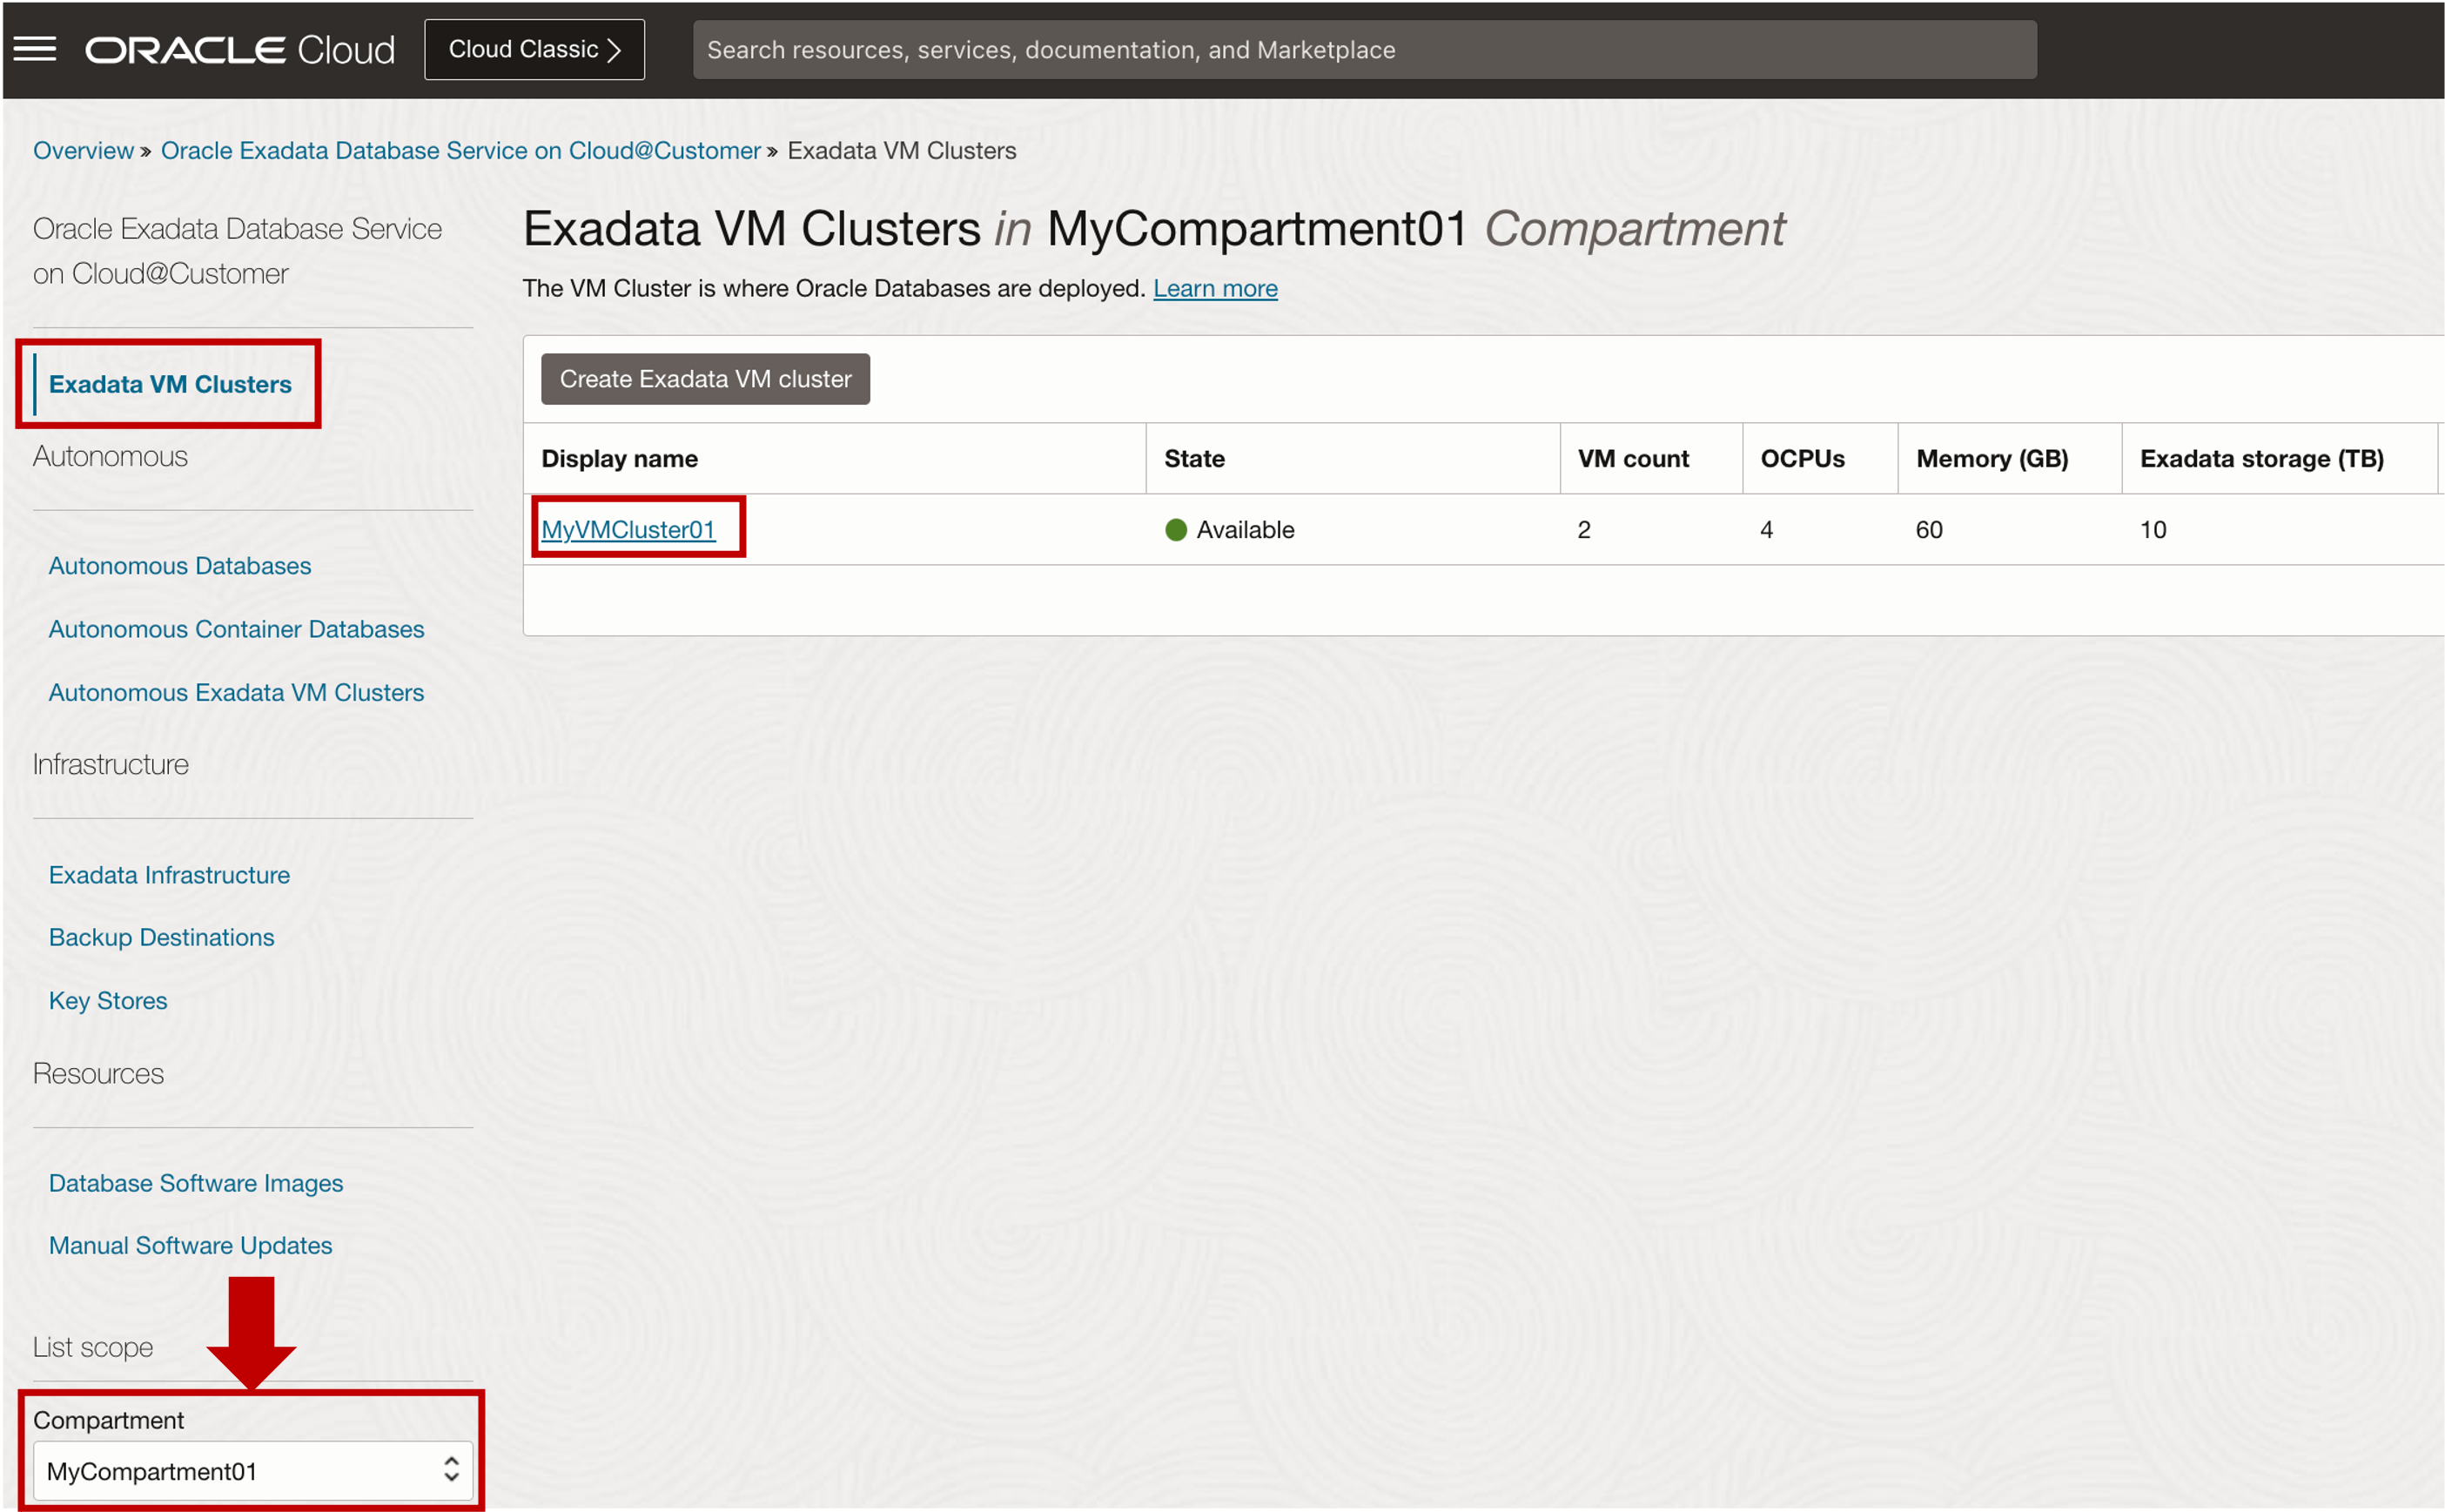 ORACLE Cloud
Cloud Classic
Search resources, services, documentation, and Marketplace
Overview » Oracle Exadata Database Service on Cloud@Customer » Exadata VM Clusters
Oracle Exadata Database Service
on Cloud@Customer
Exadata VM Clusters
Autonomous
Autonomous Databases
Autonomous Container Databases
Autonomous Exadata VM Clusters
Infrastructure
Exadata Infrastructure
Backup Destinations
Key Stores
Resources
Database Software Images
Manual Software Updates
List scope
Compartment
MyCompartment01
Exadata VM Clusters in MyCompartment01 Compartment
The VM Cluster is where Oracle Databases are deployed. Learn more
Create Exadata VM cluster
Display name State VM count OCPUs Memory (GB) Exadata storage (TB)
MyVMCluster01 Available 2 4 60 10